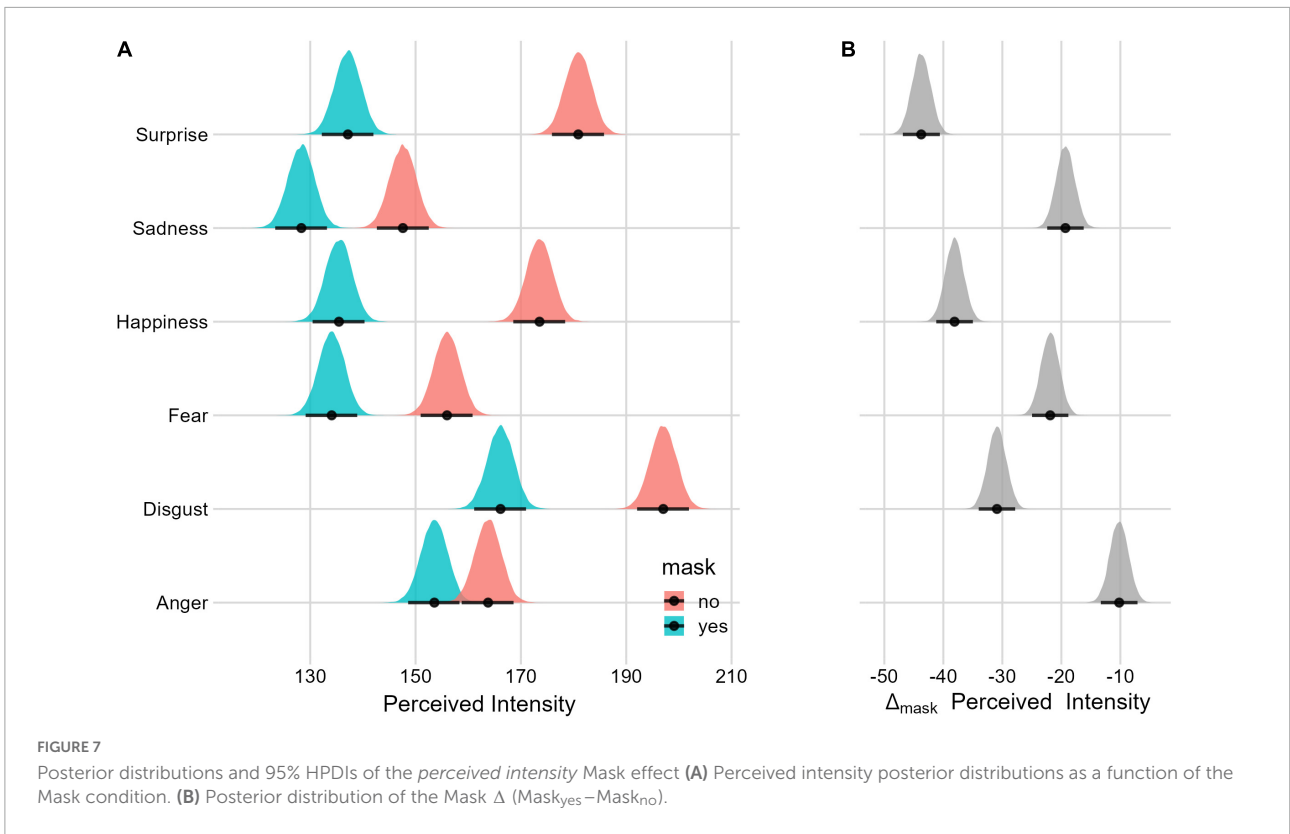 A
B
Surprise
Sadness
Happiness
Fear
Disgust
Anger
mask
no
yes
130 150 170 190 210
Perceived Intensity
-50 -40 -30 -20 -10
Δmask Perceived Intensity
FIGURE 7
Posterior distributions and 95% HPDIs of the perceived intensity Mask effect (A) Perceived intensity posterior distributions as a function of the
Mask condition. (B) Posterior distribution of the Mask Δ (Maskyes–Maskno).